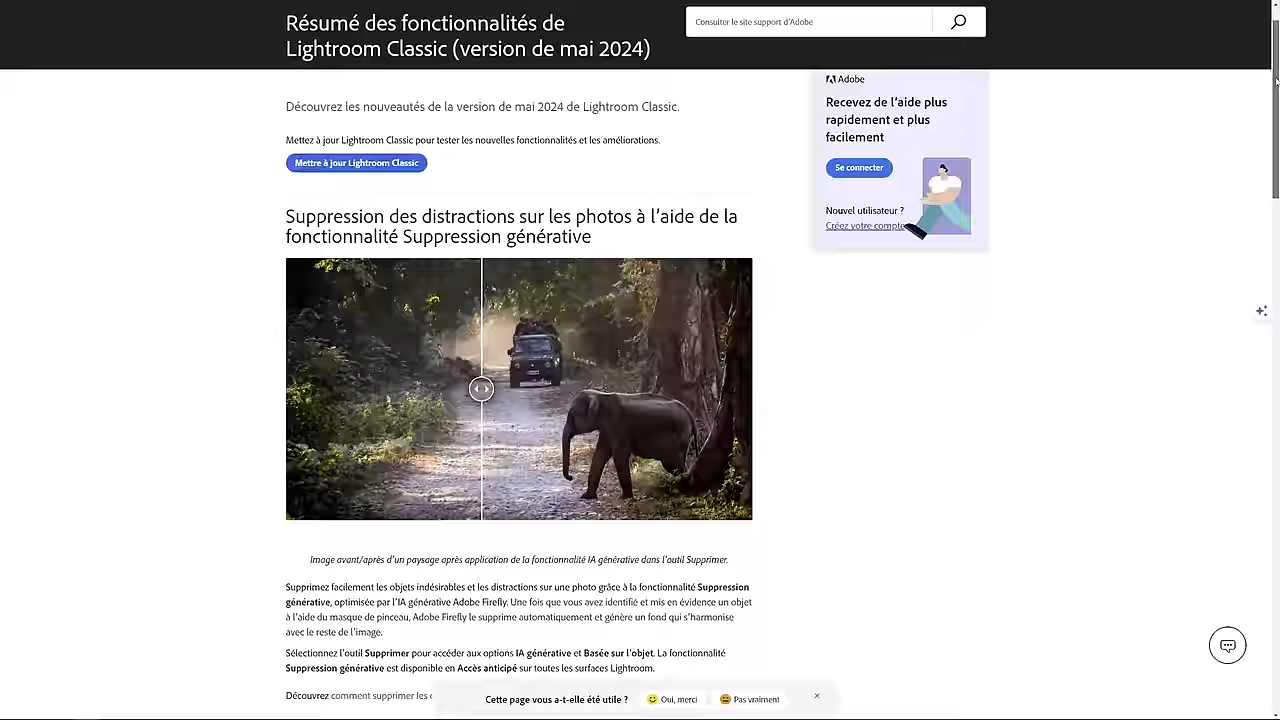 Résumé des fonctionnalités de
Lightroom Classic (version de mai 2024)
Consulter le site support d'Adobe
Découvrez les nouveautés de la version de mai 2024 de Lightroom Classic.
Mettez à jour Lightroom Classic pour tester les nouvelles fonctionnalités et les améliorations.
Mettre à jour Lightroom Classic
Adobe
Recevez de l'aide plus
rapidement et plus
facilement
Se connecter
Nouvel utilisateur ?
Créez votre compte
Suppression des distractions sur les photos à l'aide de la
fonctionnalité Suppression générative
Image avant/après d'un paysage après application de la fonctionnalité IA générative dans l'outil Supprimer.
Supprimez facilement les objets indésirables et les distractions sur une photo grâce à la fonctionnalité Suppression
générative, optimisée par l'IA générative Adobe Firefly. Une fois que vous avez identifié et mis en évidence un objet
à l'aide du masque de pinceau, Adobe Firefly le supprime automatiquement et génère un fond qui s'harmonise
avec le reste de l'image.
Sélectionnez l'outil Supprimer pour accéder aux options IA générative et Basée sur l'objet. La fonctionnalité
Suppression générative est disponible en Accès anticipé sur toutes les surfaces Lightroom.
Découvrez comment supprimer les
Cette page vous a-t-elle été utile ?
Oui, merci
Pas vraiment